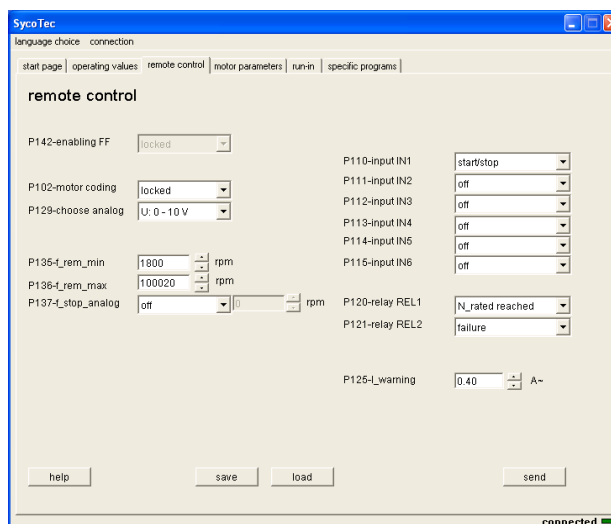 SycoTec
language choice connection
start page operating values remote control motor parameters run-in specific programs
remote control
P142-enabling FF locked
P102-motor coding locked
P129-choose analog U: 0 - 10 V
P135-f_rem_min 1800 rpm
P136-f_rem_max 100020 rpm
P137-f_stop_analog off 0 rpm
P110-input IN1 start/stop
P111-input IN2 off
P112-input IN3 off
P113-input IN4 off
P114-input IN5 off
P115-input IN6 off
P120-relay REL1 N_rated reached
P121-relay REL2 failure
P125-I_warning 0.40 A~
help save load send
connected